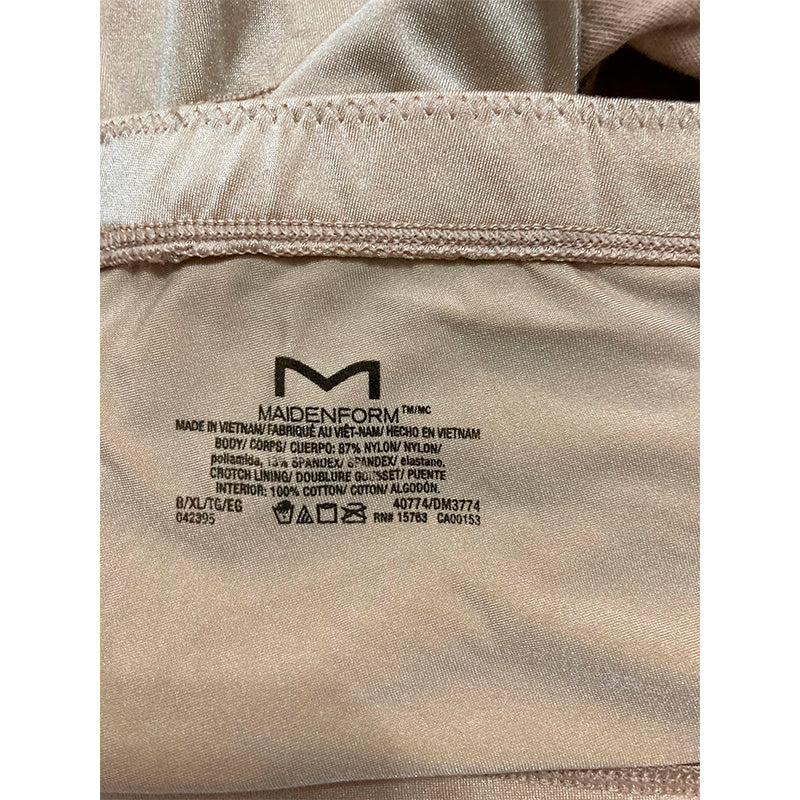 M
MAIDENFORM™/MC
MADE IN VIETNAM/ FABRIQUÉ AU VIÊT-NAM/ HECHO EN VIETNAM
BODY/ CORPS/ CUERPO: 87% NYLON/ NYLON/
poliamida, 13% SPANDEX/ SPANDEX/ elastano.
CROTCH LINING/ DOUBLURE GOUSSET/ PUENTE
INTERIOR: 100% COTTON/ COTON/ ALGODÓN.
8/XL/TG/EG 40774/DM3774
042395 RN# 15763 CA00153